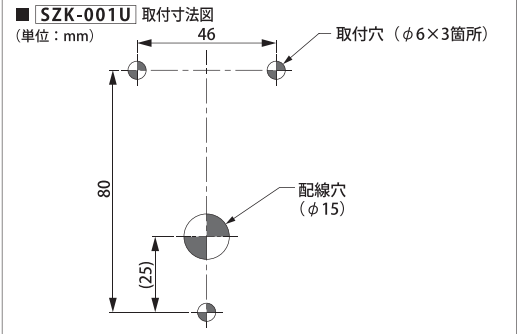 ■ SZK-001U 取付寸法図
（単位：mm）
46
取付穴（φ6×3箇所）
80
配線穴
（φ15）
(25)